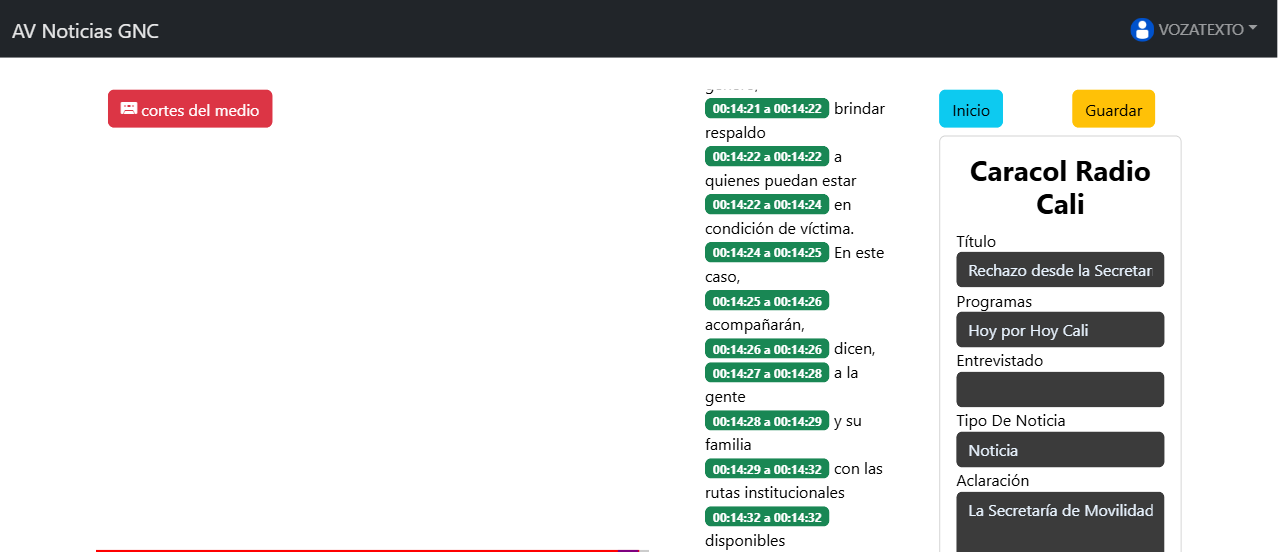 AV Noticias GNC
VOZATEXTO
cortes del medio
00:14:21 a 00:14:22 brindar
respaldo
00:14:22 a 00:14:22 a
quienes puedan estar
00:14:22 a 00:14:24 en
condición de víctima.
00:14:24 a 00:14:25 En este
caso,
00:14:25 a 00:14:26
acompañarán,
00:14:26 a 00:14:26 dicen,
00:14:27 a 00:14:28 a la
gente
00:14:28 a 00:14:29 y su
familia
00:14:29 a 00:14:32 con las
rutas institucionales
00:14:32 a 00:14:32
disponibles
Inicio
Guardar
Caracol Radio
Cali
Título
Rechazo desde la Secretar
Programas
Hoy por Hoy Cali
Entrevistado
Tipo De Noticia
Noticia
Aclaración
La Secretaría de Movilidad